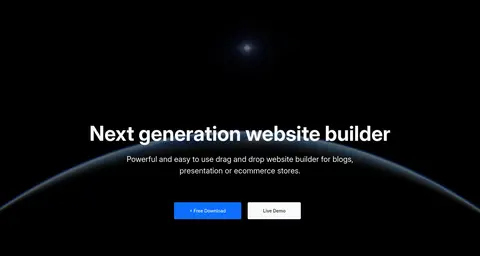 Next generation website builder
Powerful and easy to use drag and drop website builder for blogs,
presentation or ecommerce stores.
+ Free Download
Live Demo